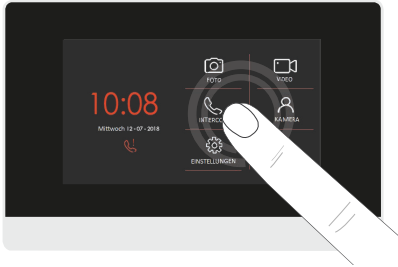 10:08
Mittwoch 12 - 07 - 2018
FOTO
VIDEO
KAMERA
EINSTELLUNGEN